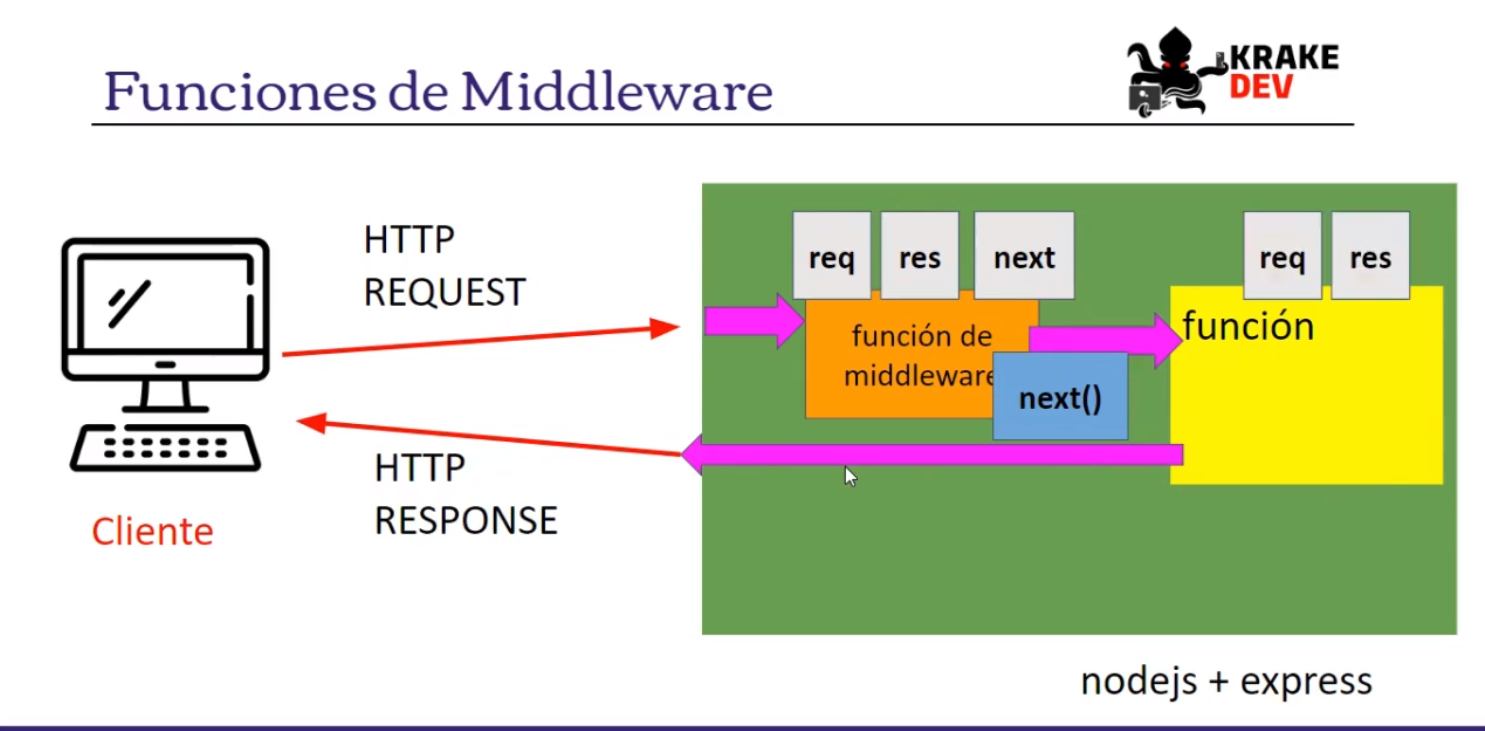 Funciones de Middleware
KRAKE
DEV
HTTP
REQUEST
req
res
next
req
res
función de
middleware
next()
función
HTTP
RESPONSE
Cliente
nodejs + express